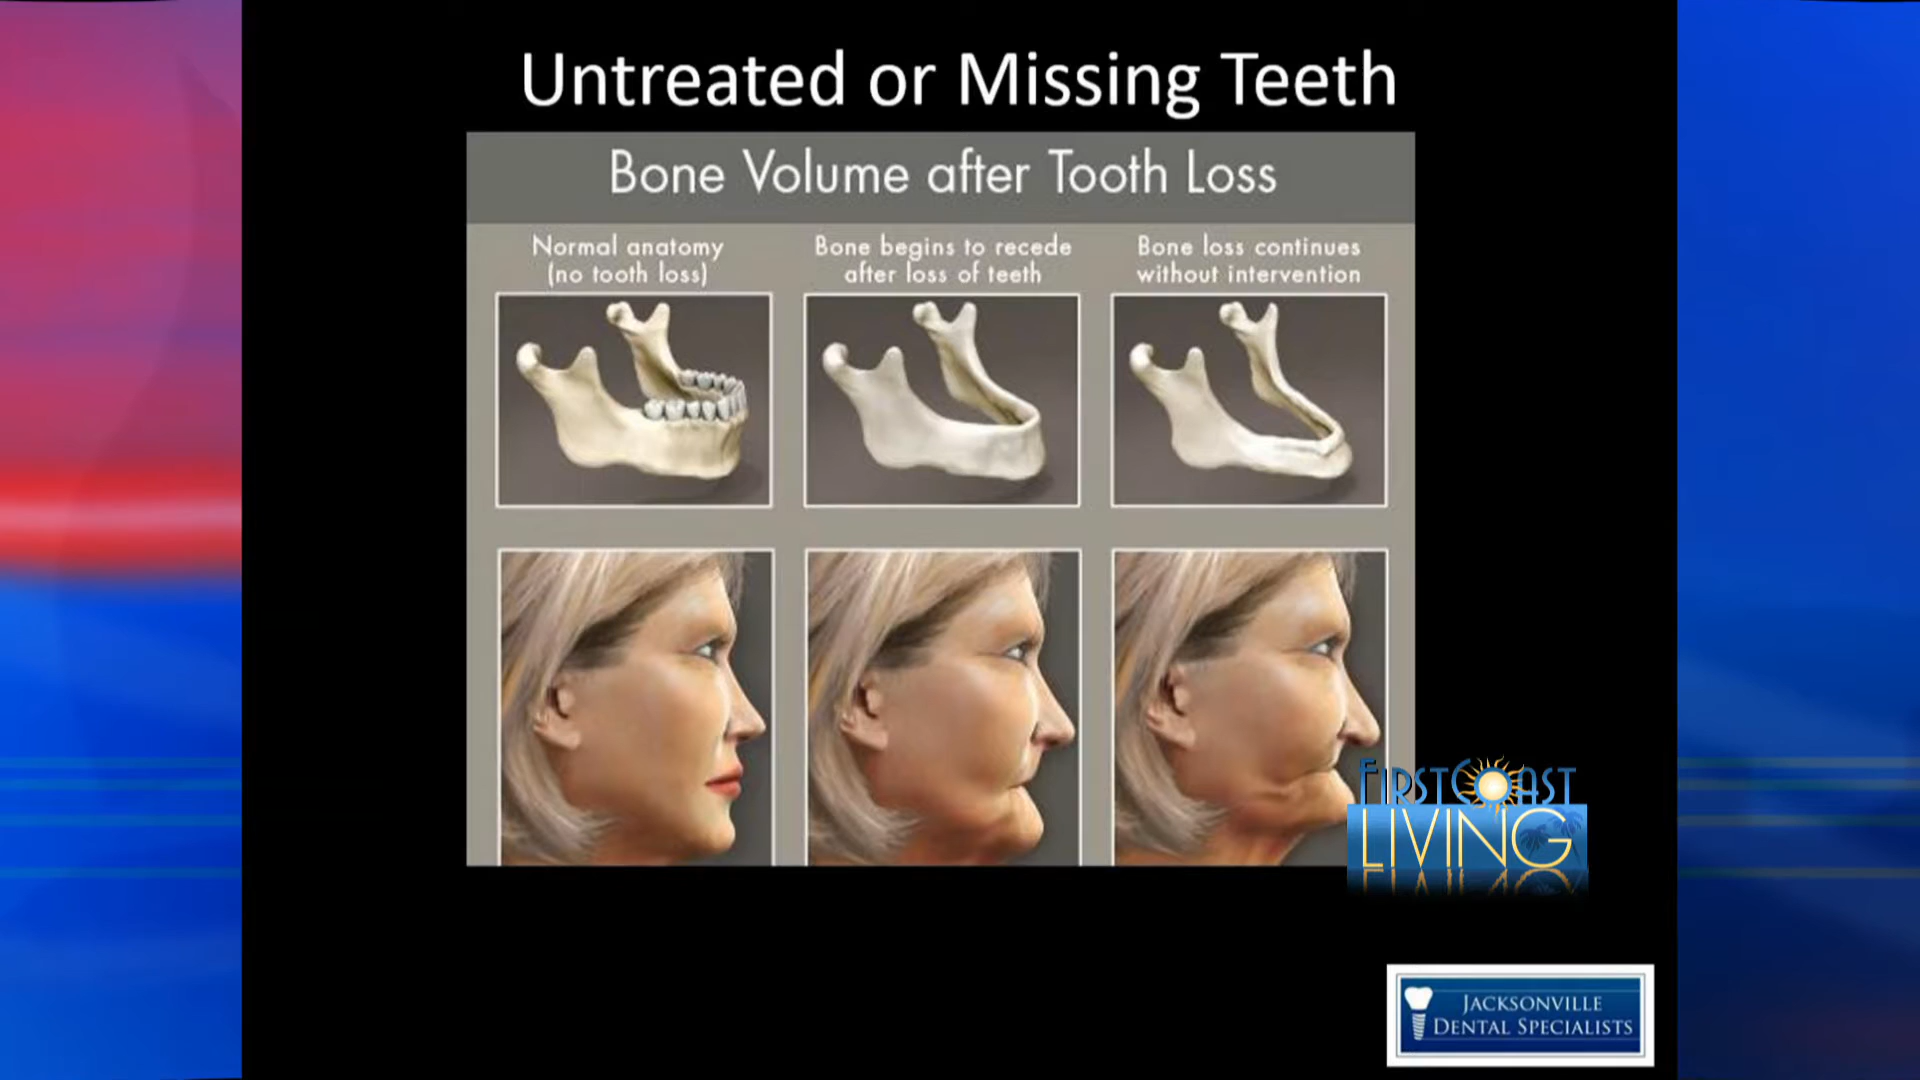 Untreated or Missing Teeth
Bone Volume after Tooth Loss
Normal anatomy
(no tooth loss)
Bone begins to recede
after loss of teeth
Bone loss continues
without intervention
FIRST COAST
LIVING
JACKSONVILLE
DENTAL SPECIALISTS